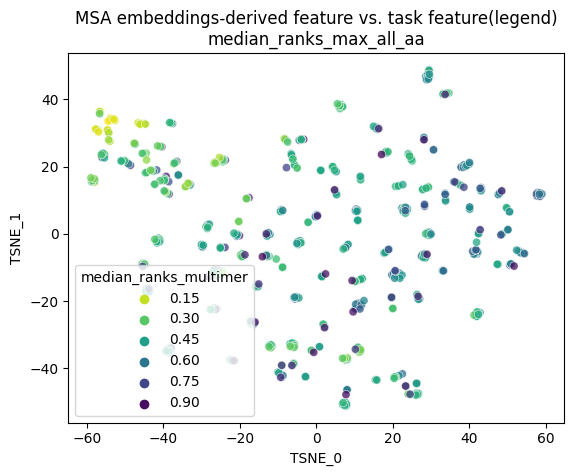 MSA embeddings-derived feature vs. task feature(legend)
median_ranks_max_all_aa
TSNE_1
40
20
0
−20
−40
median_ranks_multimer
0.15
0.30
0.45
0.60
0.75
0.90
−60 −40 −20 0 20 40 60
TSNE_0